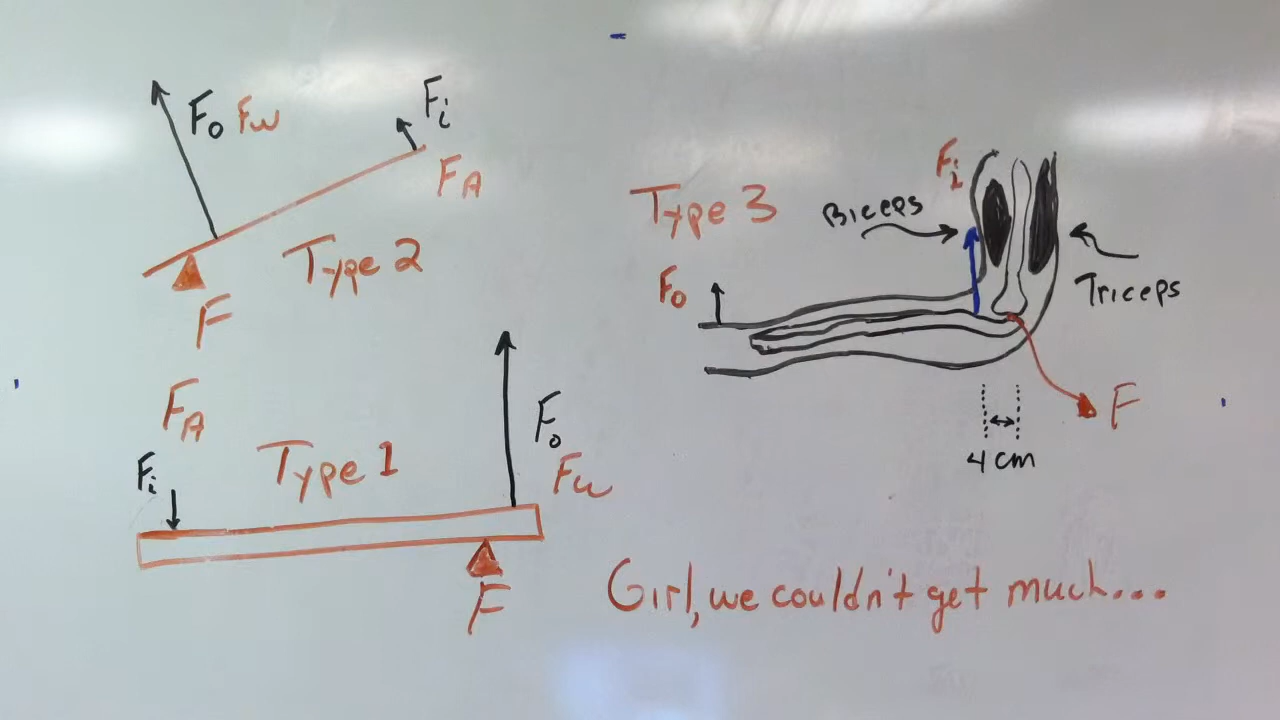 Fo Fw
Fi
FA
Type 2
F
FA
Fi
Type 1
Fo
Fw
F
Type 3
Biceps
Fi
Fo
Triceps
F
4 cm
Girl, we couldn't get much...